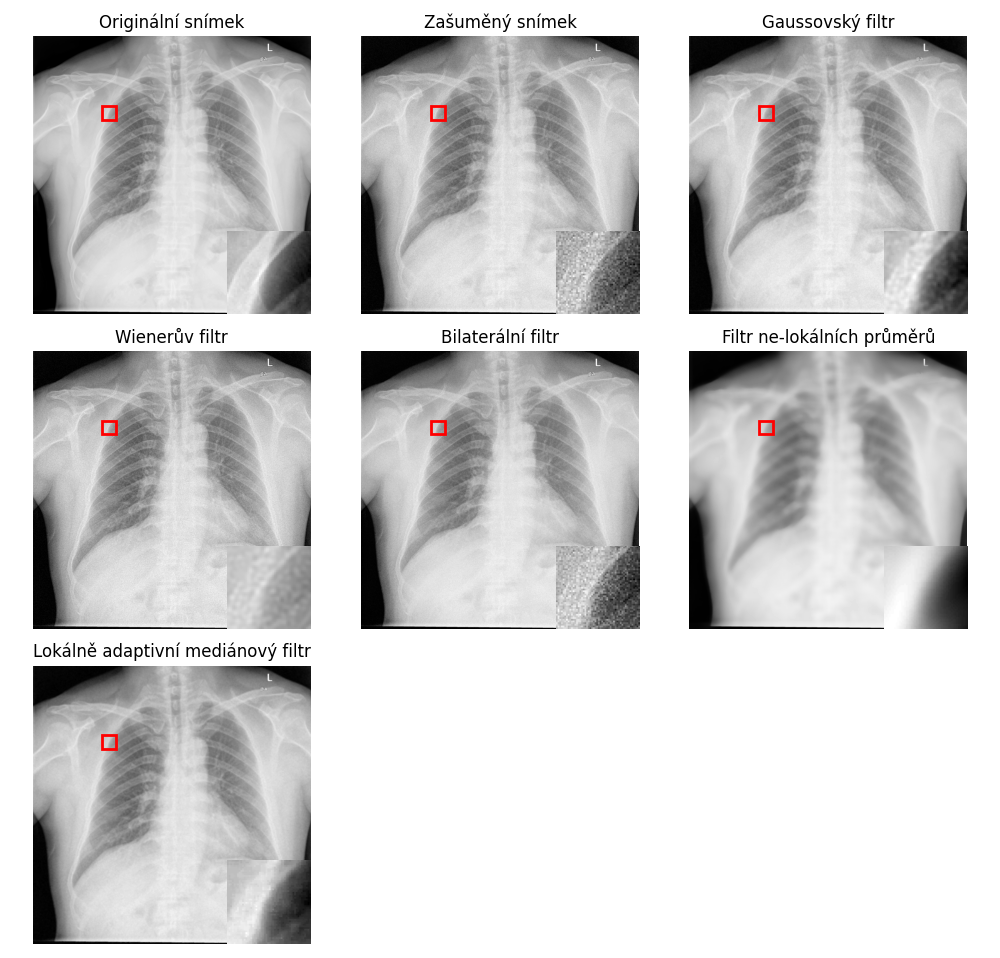 Originální snímek
Zašuměný snímek
Gaussovský filtr
L
L
L
Wienerův filtr
Bilaterální filtr
Filtr ne-lokálních průměrů
L
L
L
Lokálně adaptivní mediánový filtr
L